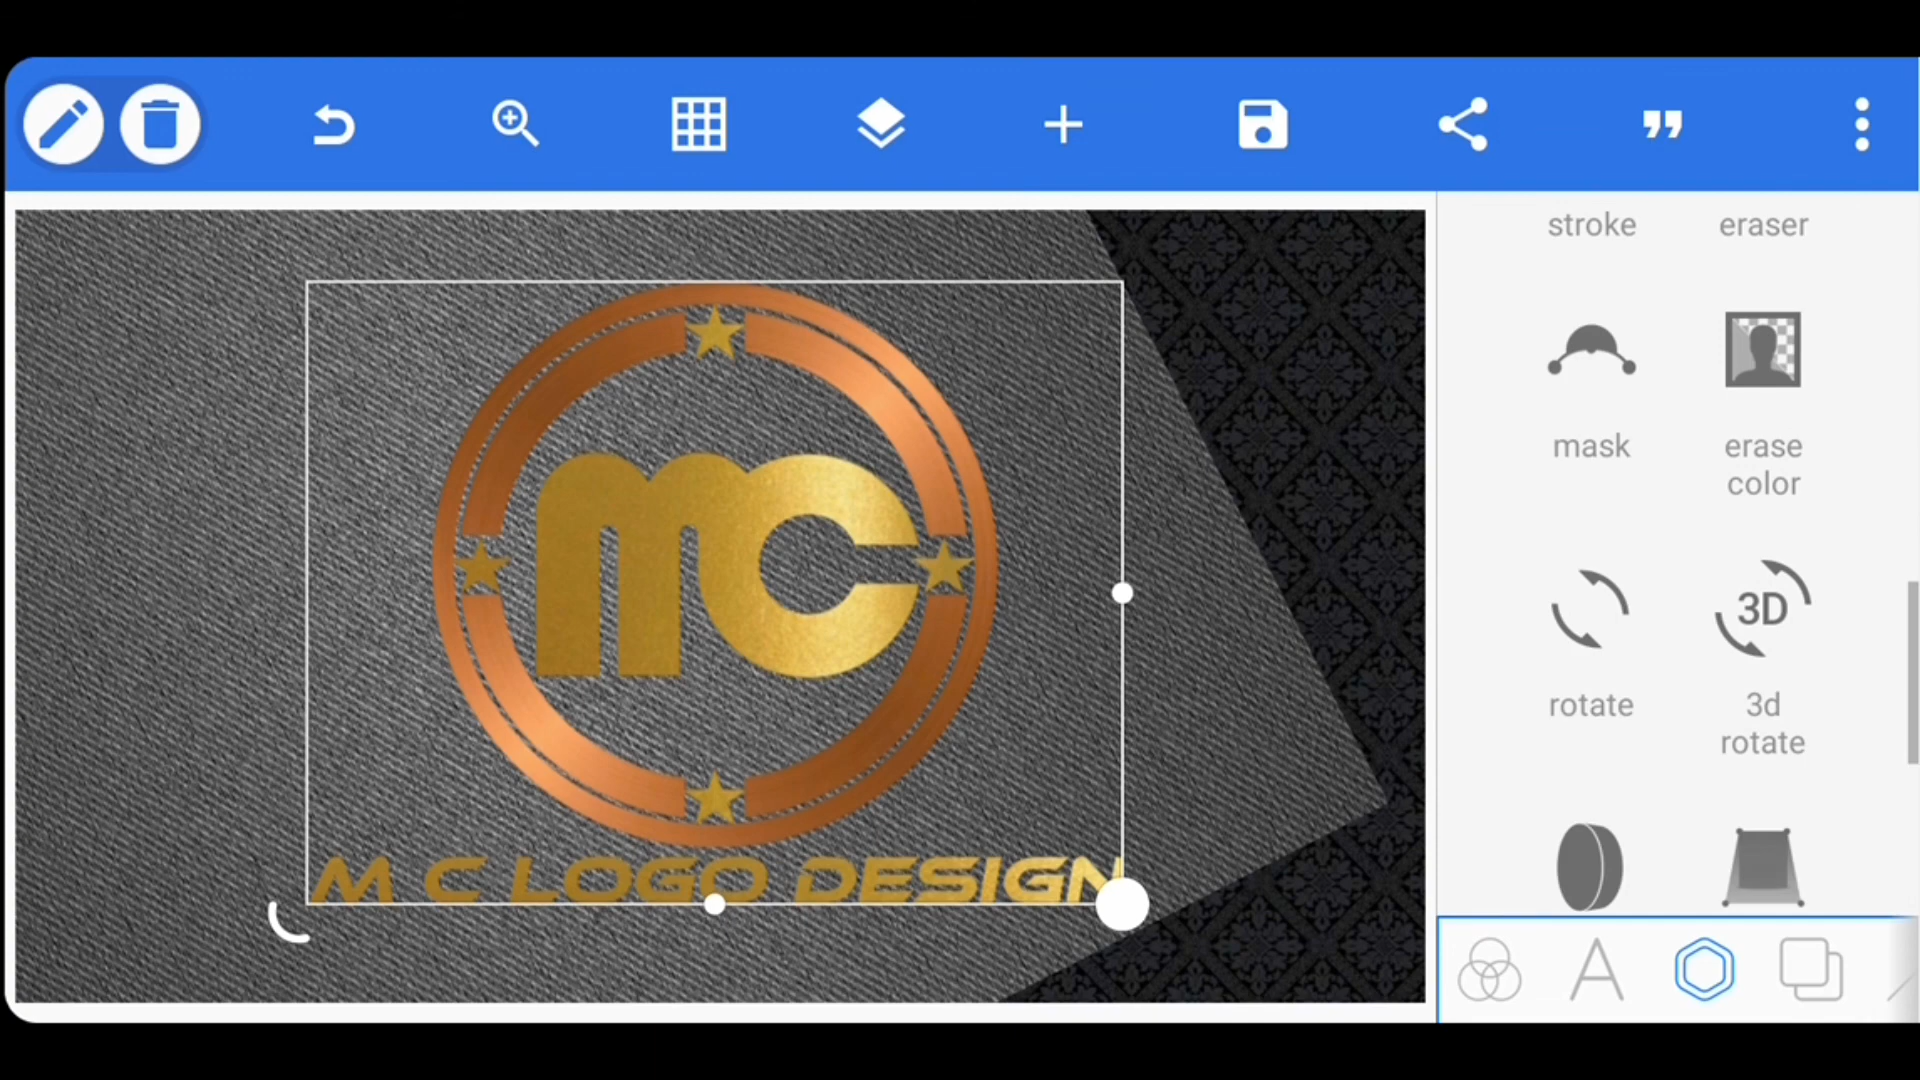 stroke
eraser
mc
mask
erase
color
3D
rotate
3d
rotate
M C LOGO DESIGN
A